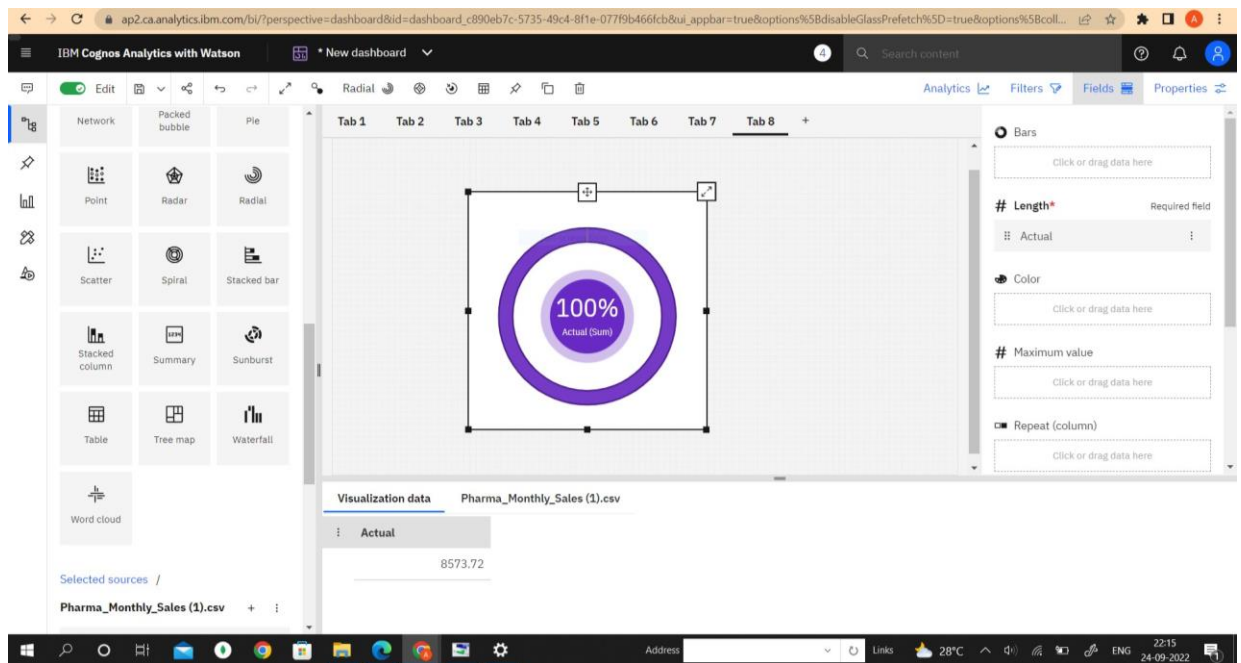 ap2.ca.analytics.ibm.com/bi/?perspective=dashboard&id=dashboard_c890eb7c-5735-49c4-8f1e-077f9b466fcb&ui_appbar=true&options%5BdisableGlassPrefetch%5D=true&options%5Bcoll...
A
IBM Cognos Analytics with Watson
* New dashboard
4
Search content
Edit
Radial
Analytics
Filters
Fields
Properties
Network
Packed bubble
Pie
Point
Radar
Radial
Scatter
Spiral
Stacked bar
Stacked column
Summary
Sunburst
Table
Tree map
Waterfall
Word cloud
Selected sources /
Pharma_Monthly_Sales (1).csv
Tab 1 Tab 2 Tab 3 Tab 4 Tab 5 Tab 6 Tab 7 Tab 8 +
100%
Actual (Sum)
Bars
Click or drag data here
# Length* Required field
Actual
Color
Click or drag data here
# Maximum value
Click or drag data here
Repeat (column)
Click or drag data here
Visualization data Pharma_Monthly_Sales (1).csv
Actual
8573.72
Address
Links
28°C
ENG
22:15
24-09-2022